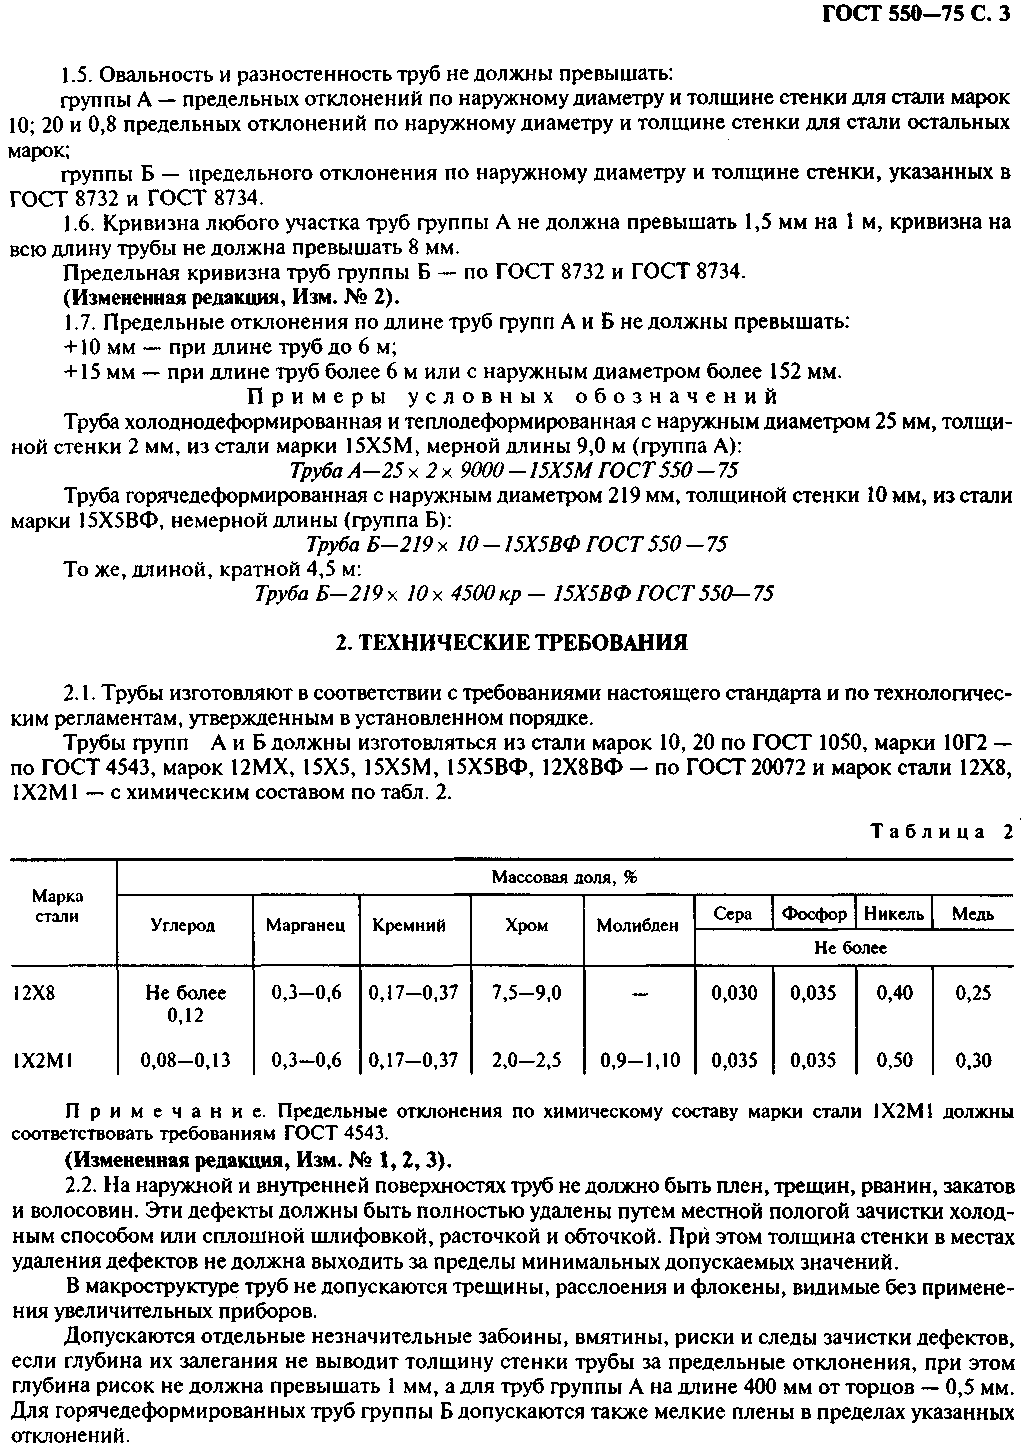 ГОСТ 550—75 С. 3
1.5. Овальность и разностенность труб не должны превышать:
группы А — предельных отклонений по наружному диаметру и толщине стенки для стали марок
10; 20 и 0,8 предельных отклонений по наружному диаметру и толщине стенки для стали остальных
марок;
группы Б — предельного отклонения по наружному диаметру и толщине стенки, указанных в
ГОСТ 8732 и ГОСТ 8734.
1.6. Кривизна любого участка труб группы А не должна превышать 1,5 мм на 1 м, кривизна на
всю длину трубы не должна превышать 8 мм.
Предельная кривизна труб группы Б — по ГОСТ 8732 и ГОСТ 8734.
(Измененная редакция, Изм. № 2).
1.7. Предельные отклонения по длине труб групп А и Б не должны превышать:
+10 мм — при длине труб до 6 м;
+15 мм — при длине труб более 6 м или с наружным диаметром более 152 мм.
Примеры условных обозначений
Труба холоднодеформированная и теплодеформированная с наружным диаметром 25 мм, толщи-
ной стенки 2 мм, из стали марки 15Х5М, мерной длины 9,0 м (группа А):
Труба А—25 × 2 × 9000 — 15Х5М ГОСТ 550 — 75
Труба горячедеформированная с наружным диаметром 219 мм, толщиной стенки 10 мм, из стали
марки 15Х5ВФ, немерной длины (группа Б):
Труба Б—219 × 10 — 15Х5ВФ ГОСТ 550 — 75
То же, длиной, кратной 4,5 м:
Труба Б—219 × 10 × 4500 кр — 15Х5ВФ ГОСТ 550—75
2. ТЕХНИЧЕСКИЕ ТРЕБОВАНИЯ
2.1. Трубы изготовляют в соответствии с требованиями настоящего стандарта и по технологичес-
ким регламентам, утвержденным в установленном порядке.
Трубы групп А и Б должны изготовляться из стали марок 10, 20 по ГОСТ 1050, марки 10Г2 —
по ГОСТ 4543, марок 12МХ, 15Х5, 15Х5М, 15Х5ВФ, 12Х8ВФ — по ГОСТ 20072 и марок стали 12Х8,
1Х2М1 — с химическим составом по табл. 2.
Таблица 2
Марка стали
Массовая доля, %
Углерод Марганец Кремний Хром Молибден Сера Фосфор Никель Медь
Не более
12Х8 Не более 0,12 0,3—0,6 0,17—0,37 7,5—9,0 — 0,030 0,035 0,40 0,25
1Х2М1 0,08—0,13 0,3—0,6 0,17—0,37 2,0—2,5 0,9—1,10 0,035 0,035 0,50 0,30
Примечание. Предельные отклонения по химическому составу марки стали 1Х2М1 должны
соответствовать требованиям ГОСТ 4543.
(Измененная редакция, Изм. № 1, 2, 3).
2.2. На наружной и внутренней поверхностях труб не должно быть плен, трещин, рванин, закатов
и волосовин. Эти дефекты должны быть полностью удалены путем местной пологой зачистки холод-
ным способом или сплошной шлифовкой, расточкой и обточкой. При этом толщина стенки в местах
удаления дефектов не должна выходить за пределы минимальных допускаемых значений.
В макроструктуре труб не допускаются трещины, расслоения и флокены, видимые без примене-
ния увеличительных приборов.
Допускаются отдельные незначительные забоины, вмятины, риски и следы зачистки дефектов,
если глубина их залегания не выводит толщину стенки трубы за предельные отклонения, при этом
глубина рисок не должна превышать 1 мм, а для труб группы А на длине 400 мм от торцов — 0,5 мм.
Для горячедеформированных труб группы Б допускаются также мелкие плены в пределах указанных
отклонений.